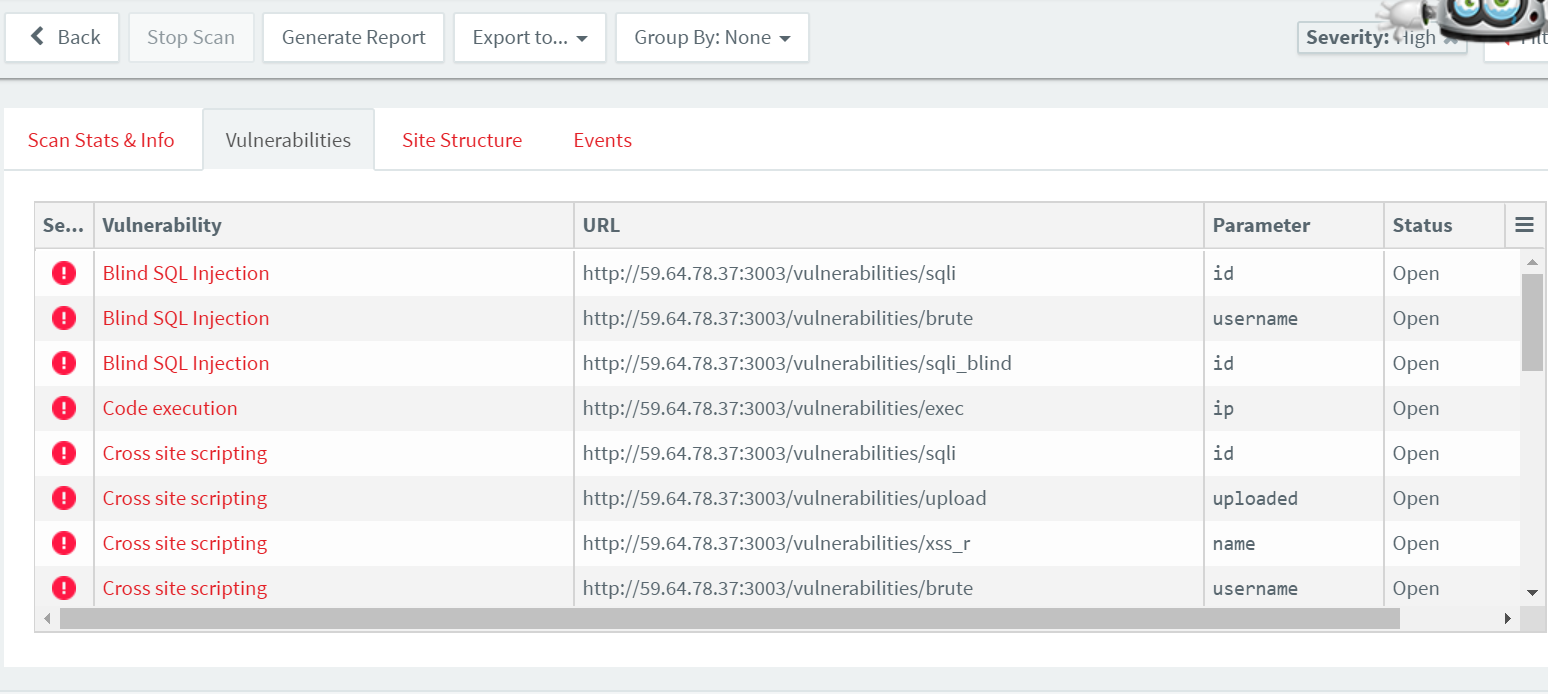 Back Stop Scan Generate Report Export to... Group By: None Severity: High
Scan Stats & Info Vulnerabilities Site Structure Events
Se... Vulnerability URL Parameter Status
Blind SQL Injection http://59.64.78.37:3003/vulnerabilities/sqli id Open
Blind SQL Injection http://59.64.78.37:3003/vulnerabilities/brute username Open
Blind SQL Injection http://59.64.78.37:3003/vulnerabilities/sqli_blind id Open
Code execution http://59.64.78.37:3003/vulnerabilities/exec ip Open
Cross site scripting http://59.64.78.37:3003/vulnerabilities/sqli id Open
Cross site scripting http://59.64.78.37:3003/vulnerabilities/upload uploaded Open
Cross site scripting http://59.64.78.37:3003/vulnerabilities/xss_r name Open
Cross site scripting http://59.64.78.37:3003/vulnerabilities/brute username Open